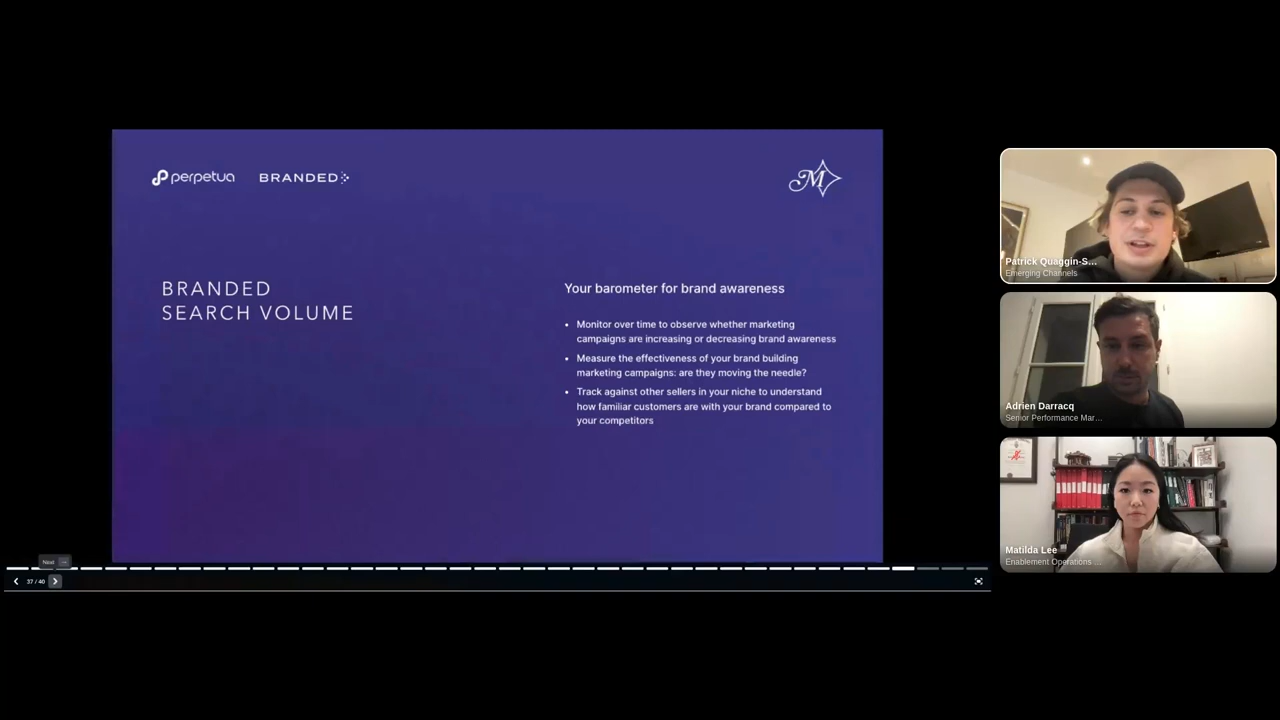 perpetua
BRANDED
M
BRANDED
SEARCH VOLUME
Your barometer for brand awareness
• Monitor over time to observe whether marketing
campaigns are increasing or decreasing brand awareness
• Measure the effectiveness of your brand building
marketing campaigns: are they moving the needle?
• Track against other sellers in your niche to understand
how familiar customers are with your brand compared to
your competitors
Next
37 / 40
Patrick Quaggin-S...
Emerging Channels
Adrien Darracq
Senior Performance Mar...
Matilda Lee
Enablement Operations ...